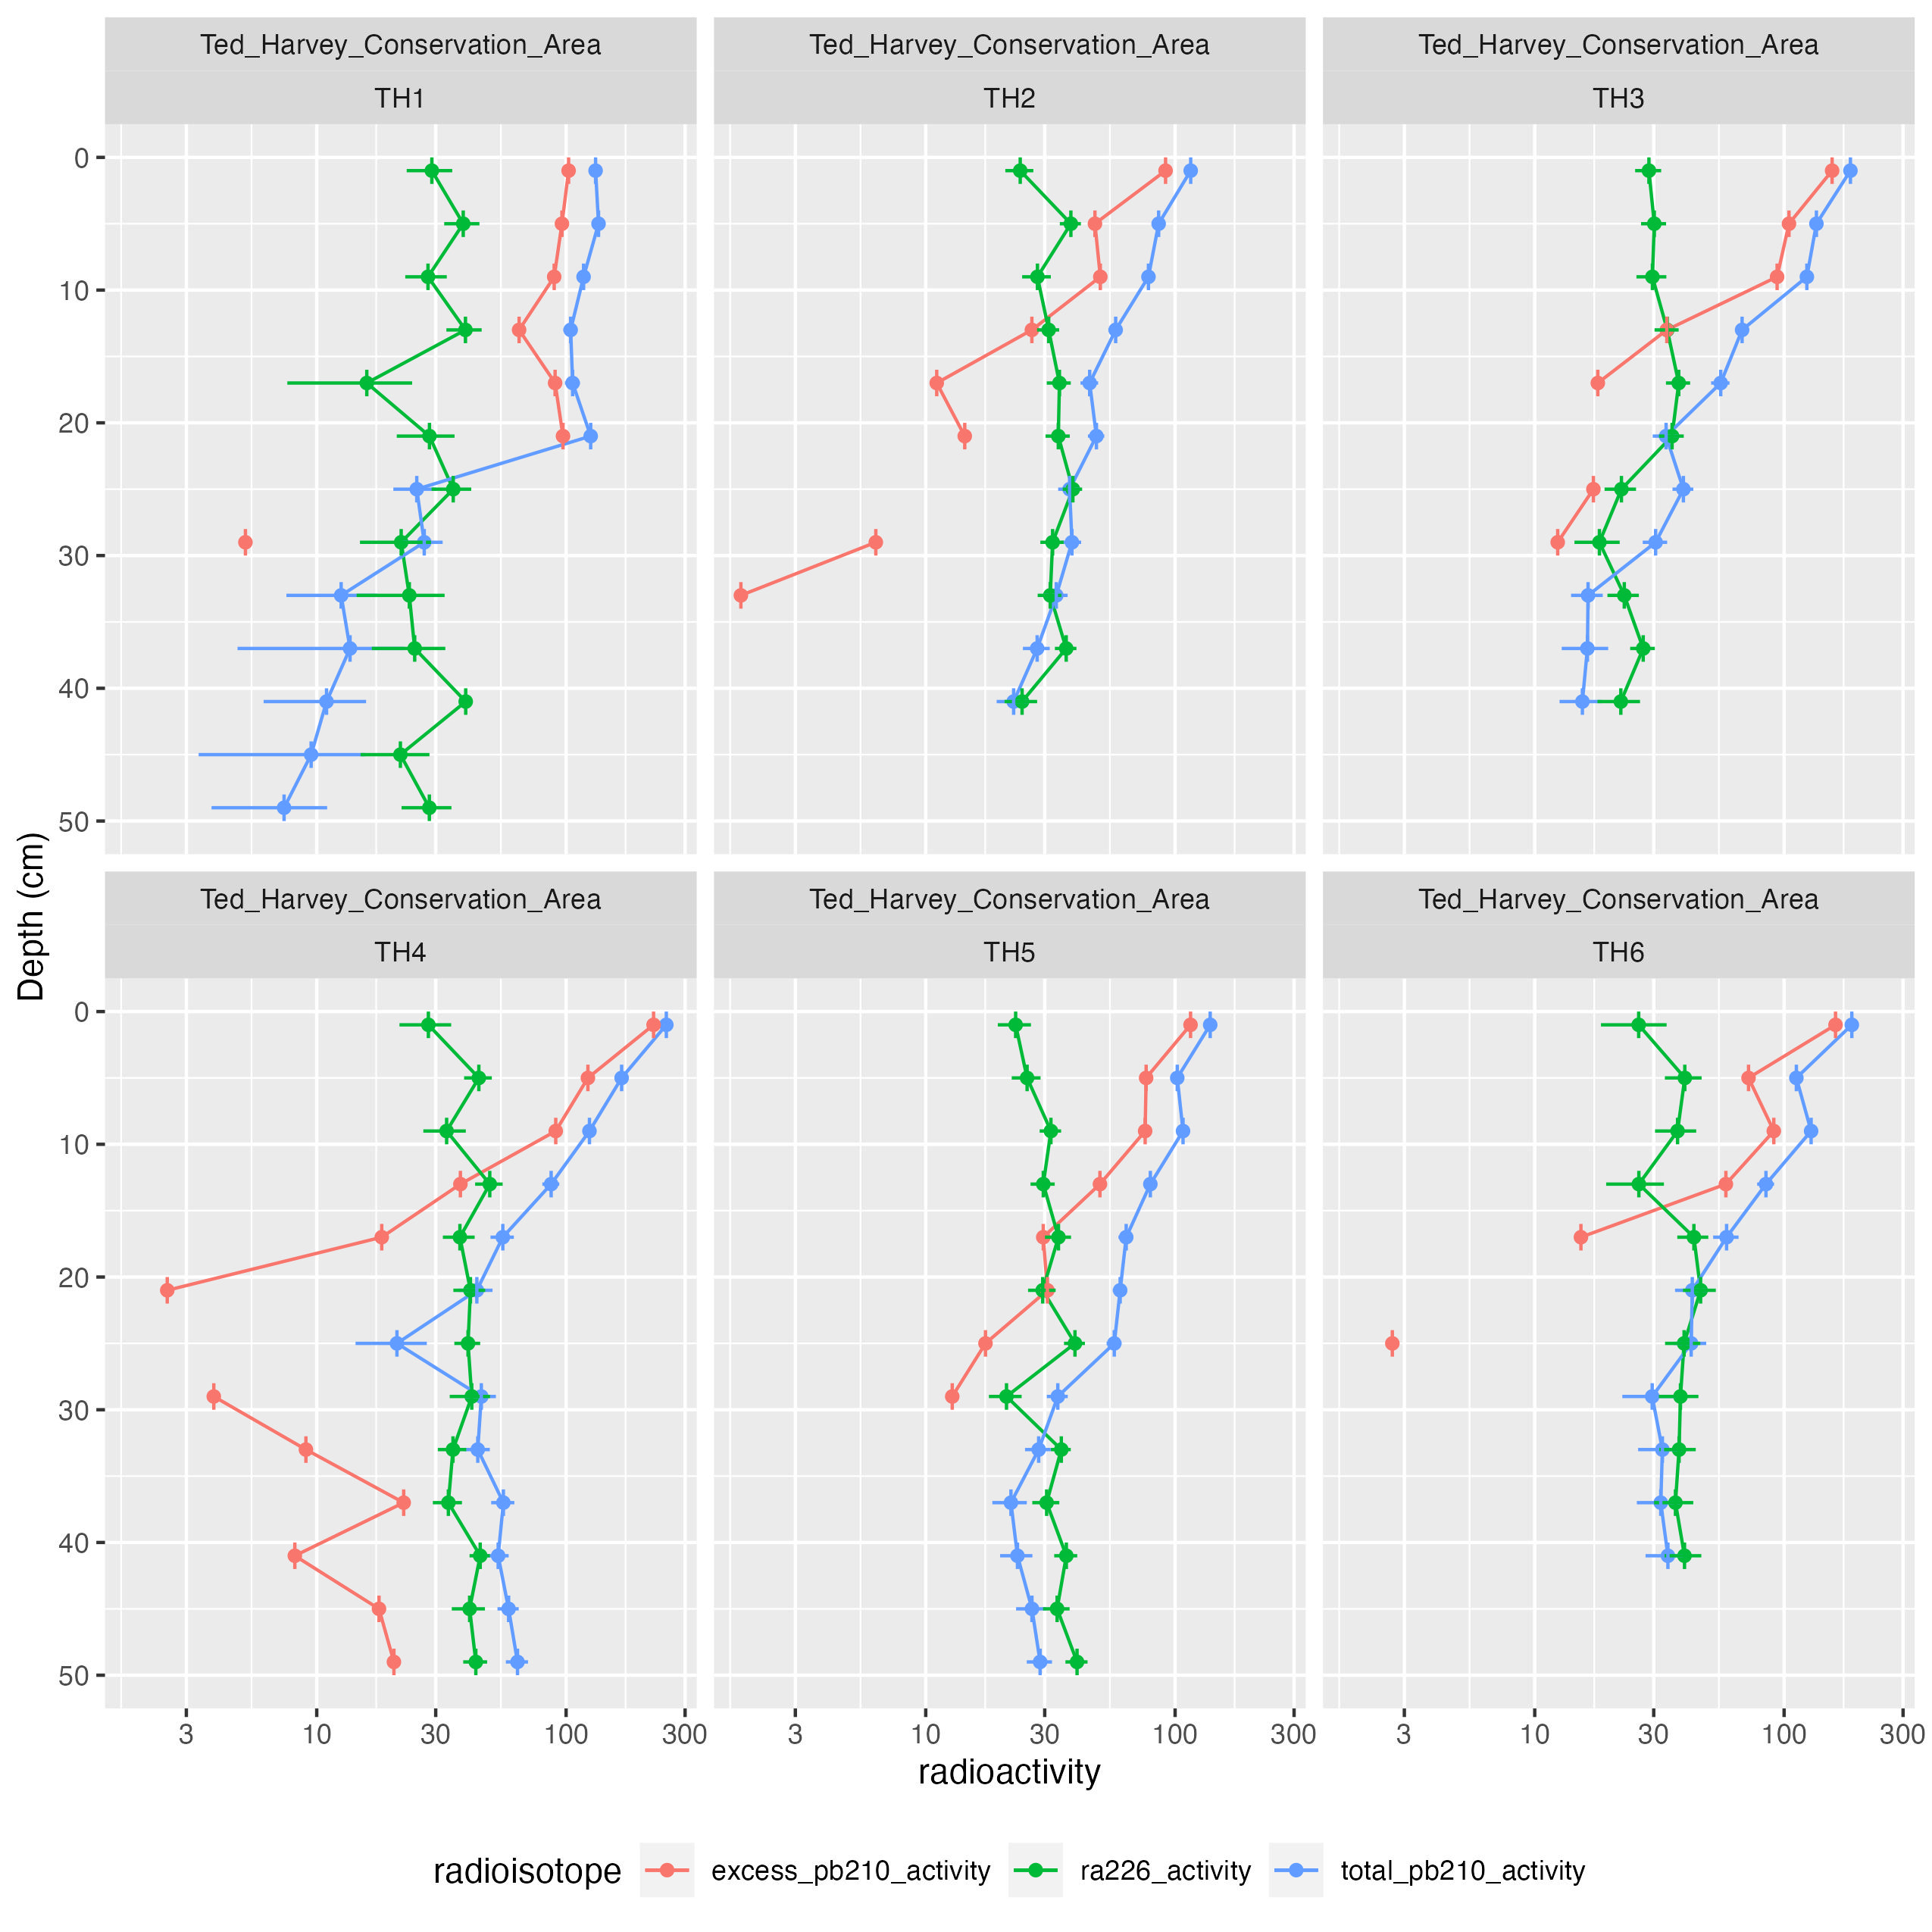 Ted_Harvey_Conservation_Area Ted_Harvey_Conservation_Area Ted_Harvey_Conservation_Area
TH1 TH2 TH3
0
10
20
30
40
50
Ted_Harvey_Conservation_Area Ted_Harvey_Conservation_Area Ted_Harvey_Conservation_Area
TH4 TH5 TH6
0
10
20
30
40
50
Depth (cm)
3 10 30 100 300 3 10 30 100 300 3 10 30 100 300
radioactivity
radioisotope excess_pb210_activity ra226_activity total_pb210_activity